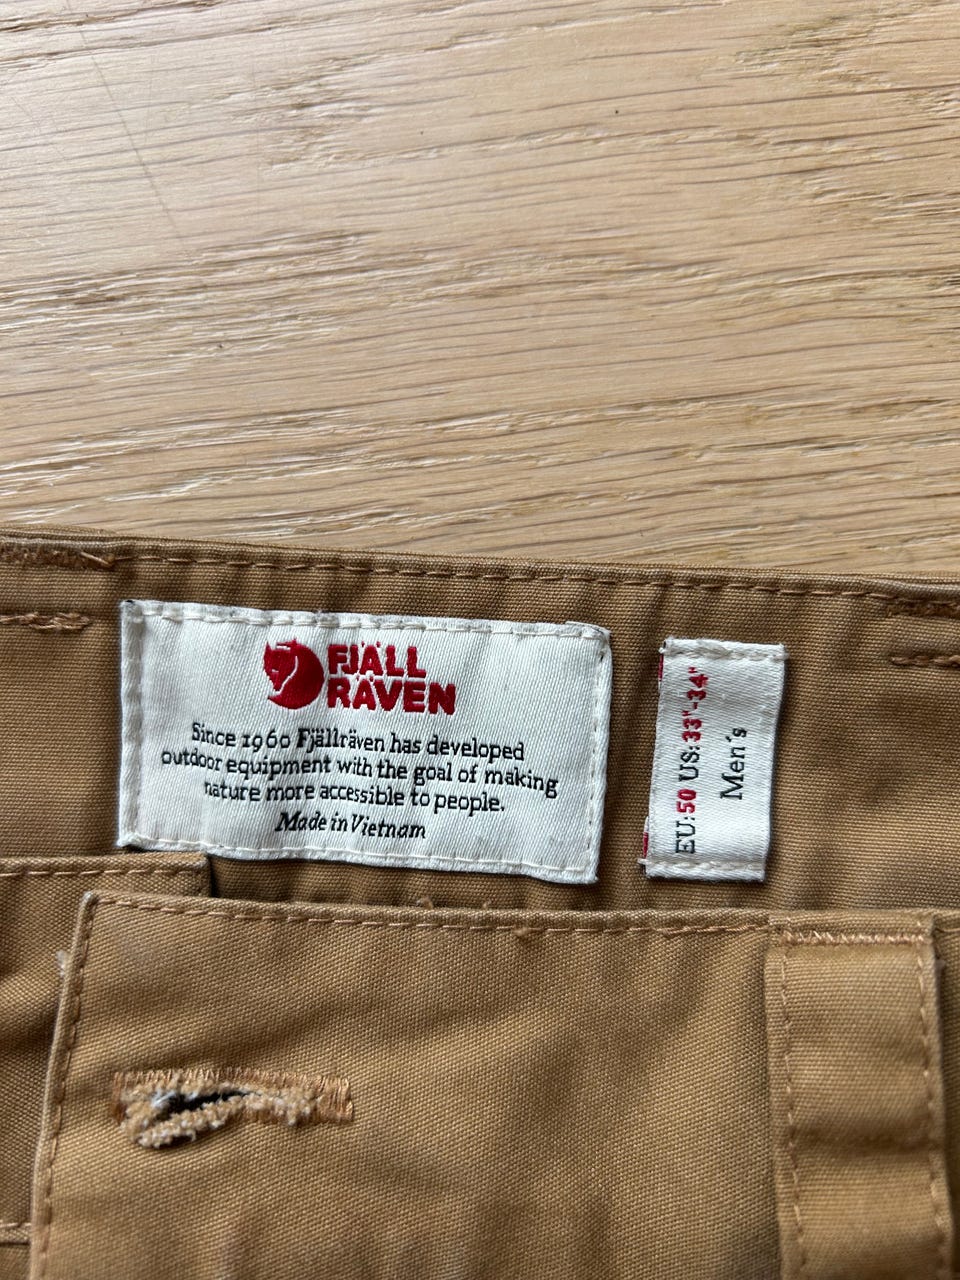 FJÄLL
RÄVEN
Since 1960 Fjällräven has developed
outdoor equipment with the goal of making
nature more accessible to people.
Made in Vietnam
EU:50 US:33"-34"
Men´s